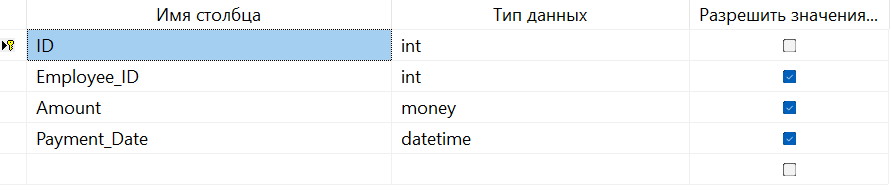 Имя столбца Тип данных Разрешить значения...
ID int
Employee_ID int
Amount money
Payment_Date datetime